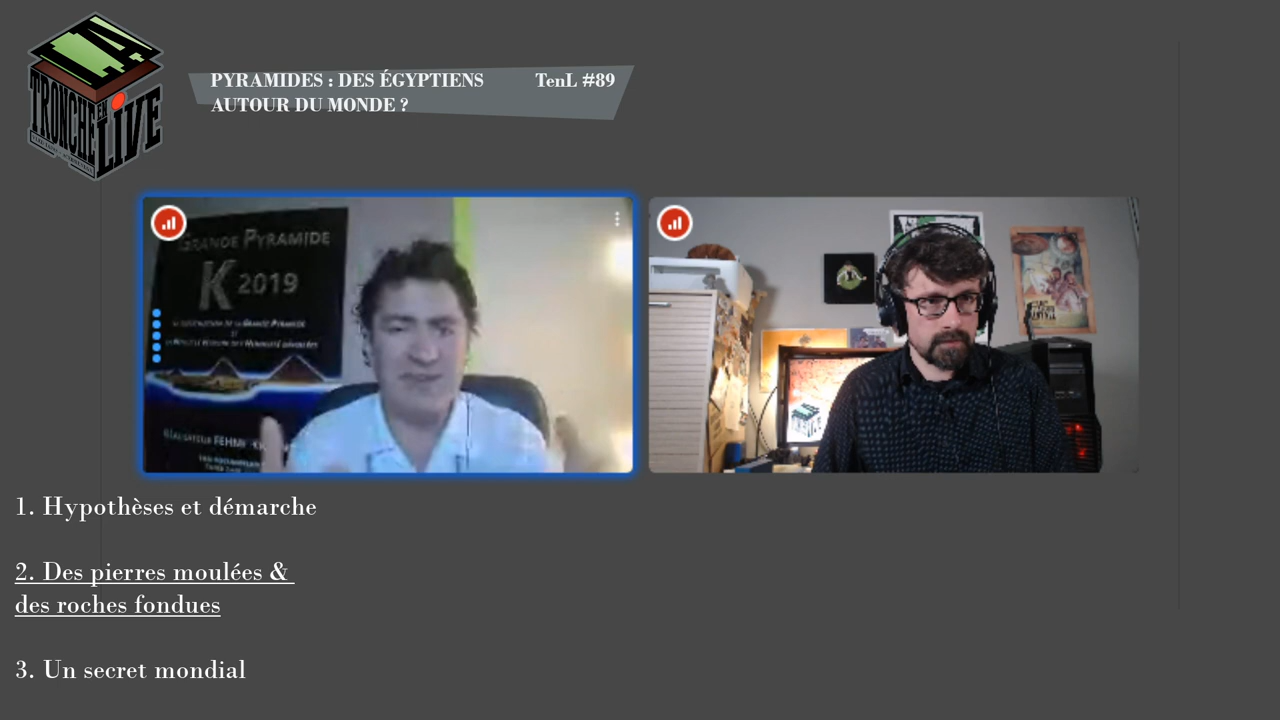 LA
TRONCHE
EN
LIVE
PYRAMIDES : DES ÉGYPTIENS
AUTOUR DU MONDE ?
TenL #89
GRANDE PYRAMIDE
K 2019
1. Hypothèses et démarche
2. Des pierres moulées &
des roches fondues
3. Un secret mondial